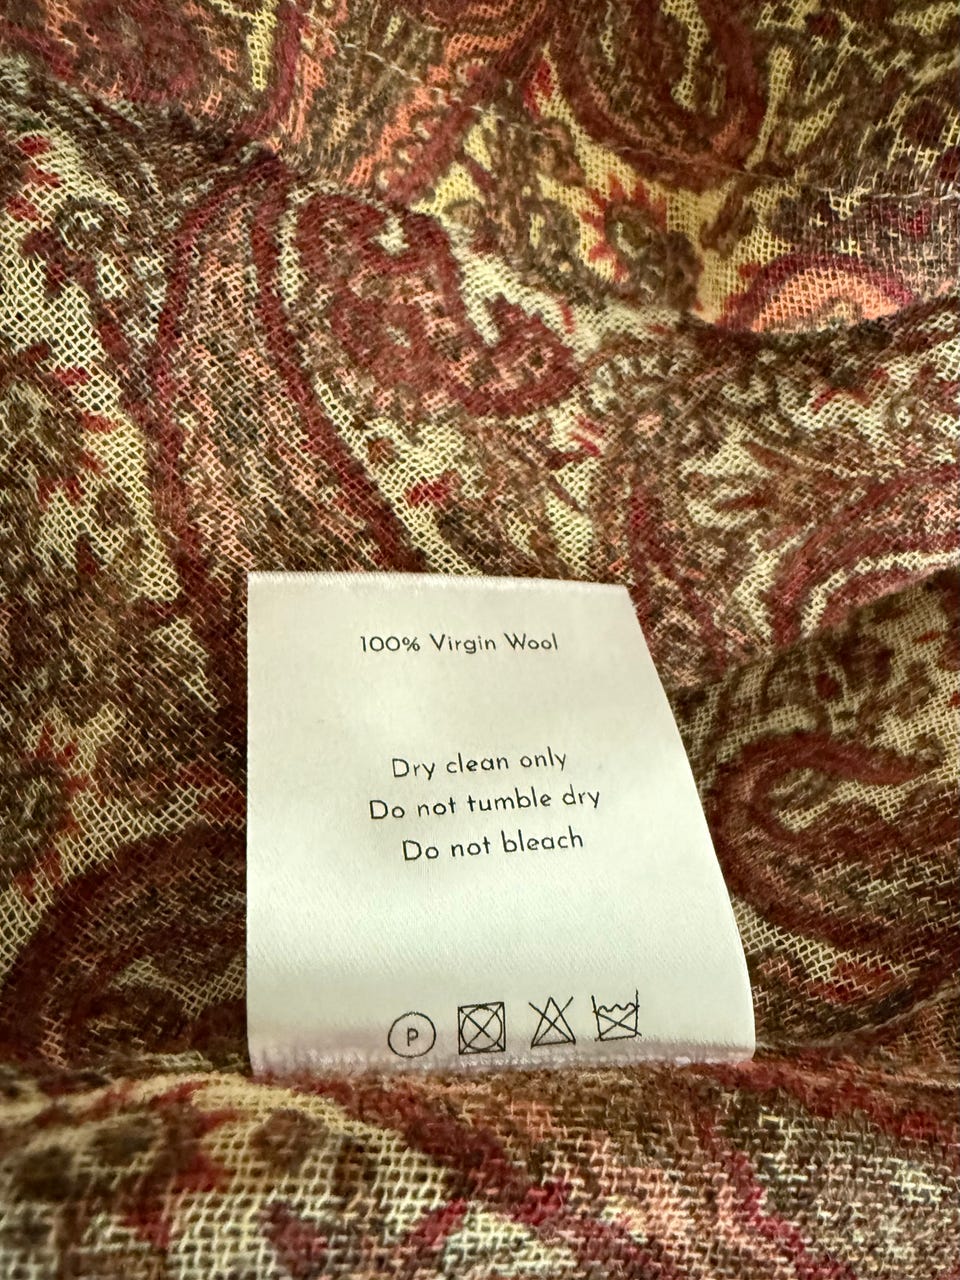 100% Virgin Wool
Dry clean only
Do not tumble dry
Do not bleach
P